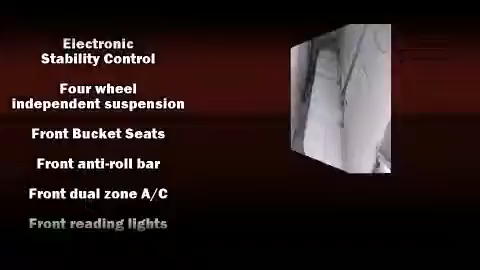 Electronic
Stability Control
Four wheel
independent suspension
Front Bucket Seats
Front anti-roll bar
Front dual zone A/C
Front reading lights